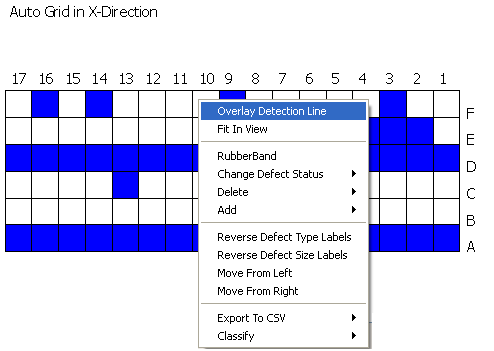 Auto Grid in X-Direction
17 16 15 14 13 12 11 10 9 8 7 6 5 4 3 2 1
F
Overlay Detection Line
Fit In View
E
RubberBand
D
Change Defect Status
Delete
C
Add
B
Reverse Defect Type Labels
A
Reverse Defect Size Labels
Move From Left
Move From Right
Export To CSV
Classify